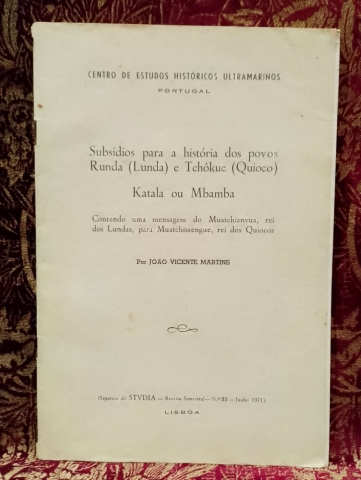 CENTRO DE ESTUDOS HISTÓRICOS ULTRAMARINOS
PORTUGAL
Subsídios para a história dos povos
Runda (Lunda) e Tchôkue (Quioco)
Katala ou Mbamba
Contendo uma mensagem do Muatchianvua, rei
dos Lundas, para Muatchissengue, rei dos Quiocos
Por JOÃO VICENTE MARTINS
(Separata de STVDIA — Revista Semestral — N.º 32 — Junho 1971)
LISBOA